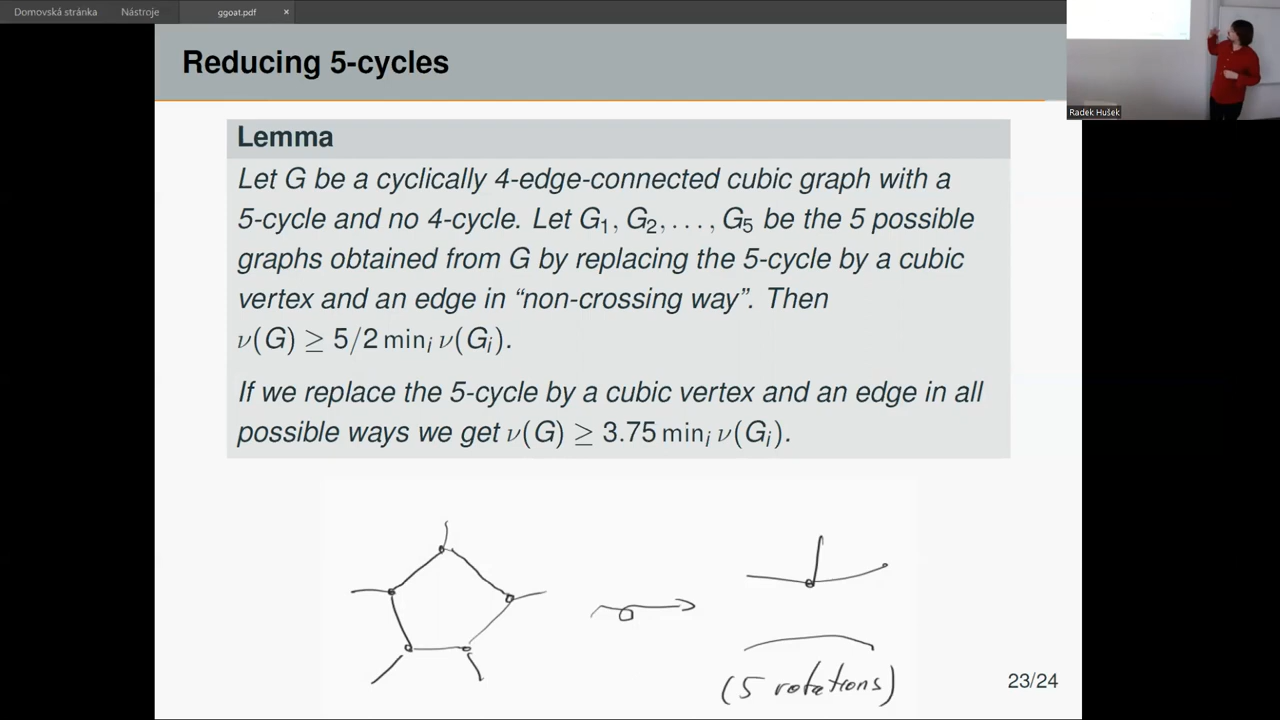 Domovská stránka Nástroje ggoat.pdf ×
Reducing 5-cycles
Radek Hušek
Lemma
Let G be a cyclically 4-edge-connected cubic graph with a
5-cycle and no 4-cycle. Let G₁, G₂, . . . , G₅ be the 5 possible
graphs obtained from G by replacing the 5-cycle by a cubic
vertex and an edge in “non-crossing way”. Then
ν(G) ≥ 5/2 minᵢ ν(Gᵢ).
If we replace the 5-cycle by a cubic vertex and an edge in all
possible ways we get ν(G) ≥ 3.75 minᵢ ν(Gᵢ).
(5 rotations)
23/24